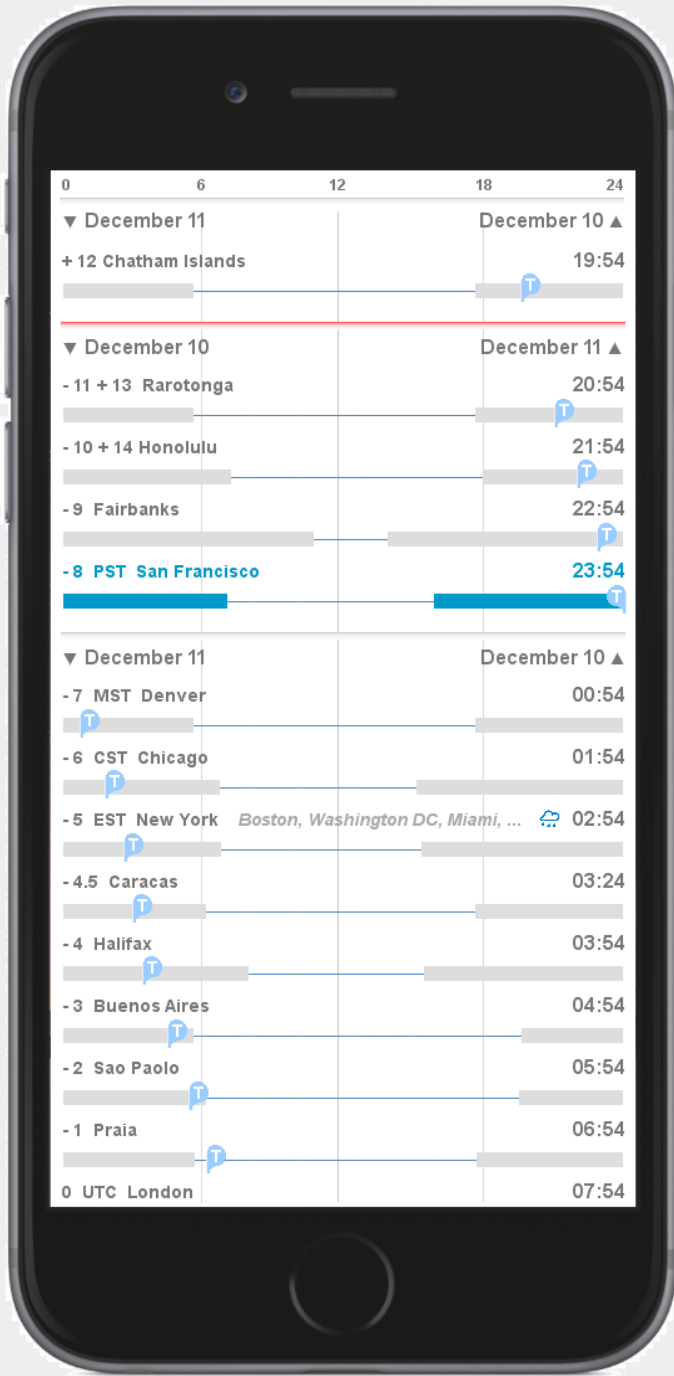 0 6 12 18 24
▼ December 11 December 10 ▲
+ 12 Chatham Islands 19:54
T
▼ December 10 December 11 ▲
- 11 + 13 Rarotonga 20:54
T
- 10 + 14 Honolulu 21:54
T
- 9 Fairbanks 22:54
T
- 8 PST San Francisco 23:54
T
▼ December 11 December 10 ▲
- 7 MST Denver 00:54
T
- 6 CST Chicago 01:54
T
- 5 EST New York Boston, Washington DC, Miami, ... 02:54
T
- 4.5 Caracas 03:24
T
- 4 Halifax 03:54
T
- 3 Buenos Aires 04:54
T
- 2 Sao Paolo 05:54
T
- 1 Praia 06:54
T
0 UTC London 07:54